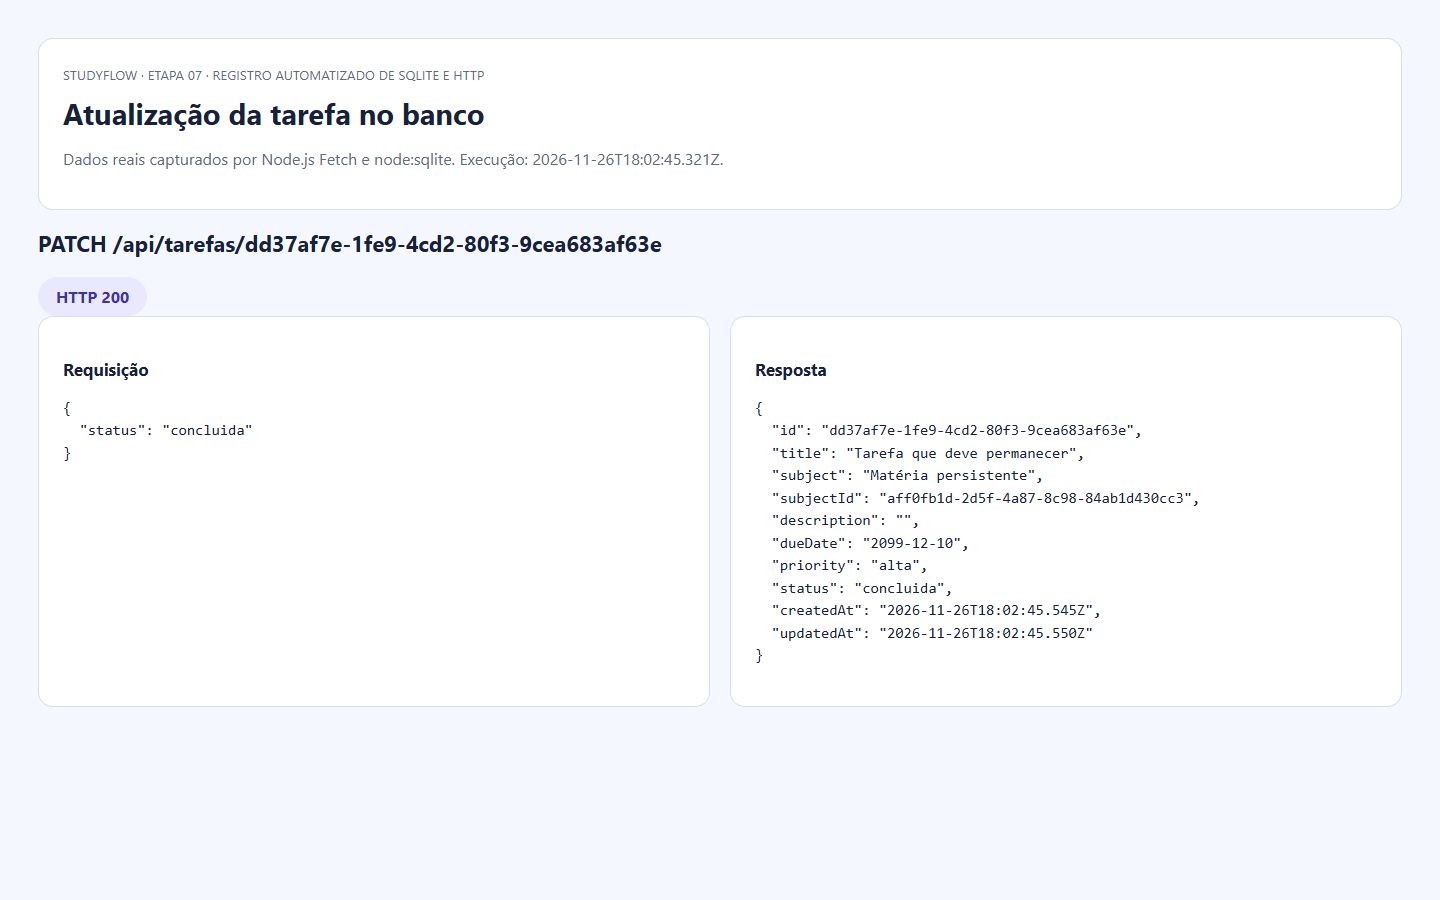 STUDYFLOW · ETAPA 07 · REGISTRO AUTOMATIZADO DE SQLITE E HTTP
Atualização da tarefa no banco
Dados reais capturados por Node.js Fetch e node:sqlite. Execução: 2026-11-26T18:02:45.321Z.
PATCH /api/tarefas/dd37af7e-1fe9-4cd2-80f3-9cea683af63e
HTTP 200
Requisição
{
  "status": "concluida"
}
Resposta
{
  "id": "dd37af7e-1fe9-4cd2-80f3-9cea683af63e",
  "title": "Tarefa que deve permanecer",
  "subject": "Matéria persistente",
  "subjectId": "aff0fb1d-2d5f-4a87-8c98-84ab1d430cc3",
  "description": "",
  "dueDate": "2099-12-10",
  "priority": "alta",
  "status": "concluida",
  "createdAt": "2026-11-26T18:02:45.545Z",
  "updatedAt": "2026-11-26T18:02:45.550Z"
}